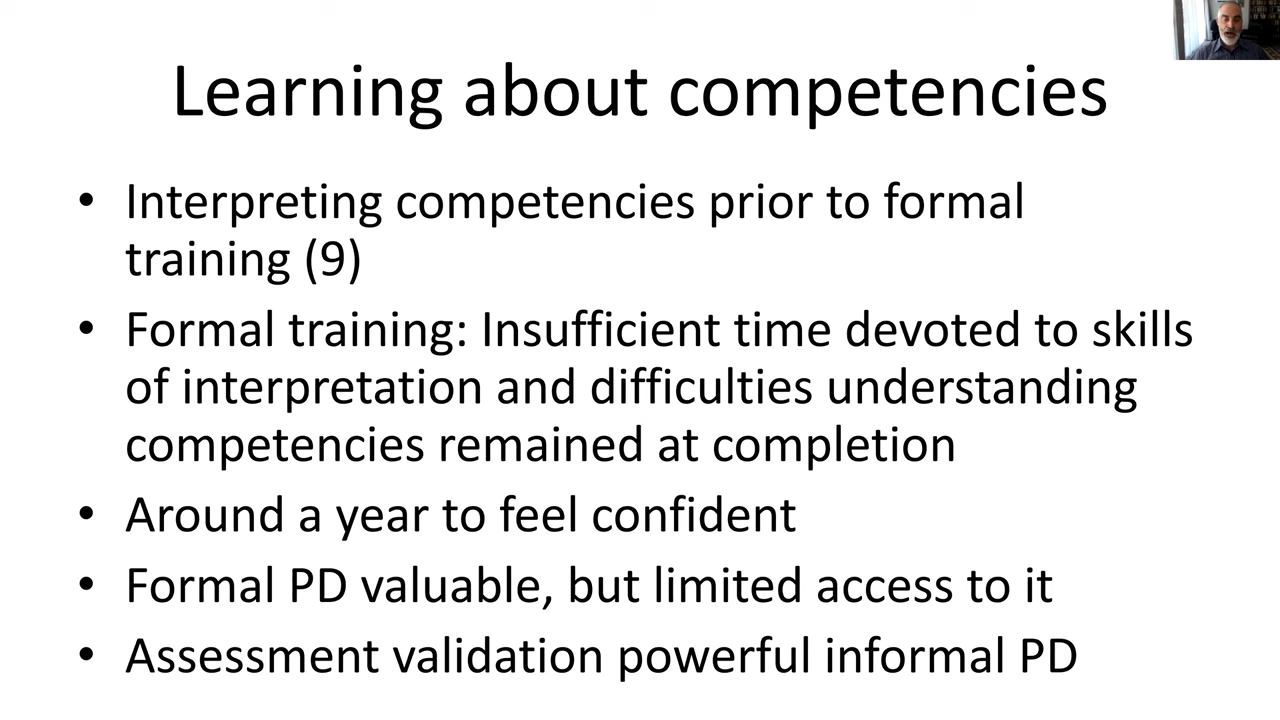 Learning about competencies
• Interpreting competencies prior to formal
training (9)
• Formal training: Insufficient time devoted to skills
of interpretation and difficulties understanding
competencies remained at completion
• Around a year to feel confident
• Formal PD valuable, but limited access to it
• Assessment validation powerful informal PD